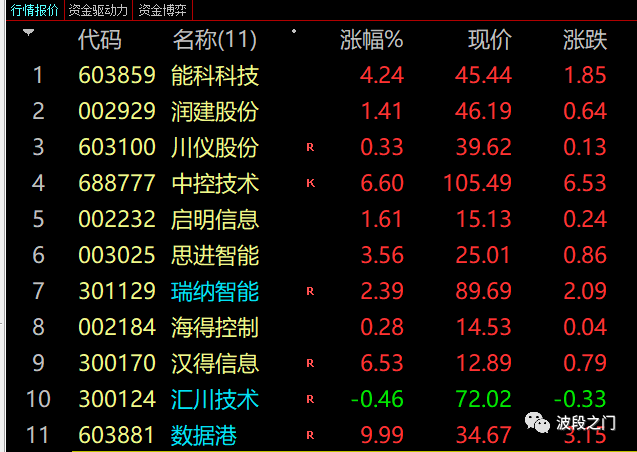 行情报价 资金驱动力 资金博弈
代码 名称(11) 涨幅% 现价 涨跌
1 603859 能科科技 4.24 45.44 1.85
2 002929 润建股份 1.41 46.19 0.64
3 603100 川仪股份 R 0.33 39.62 0.13
4 688777 中控技术 K 6.60 105.49 6.53
5 002232 启明信息 1.61 15.13 0.24
6 003025 思进智能 3.56 25.01 0.86
7 301129 瑞纳智能 R 2.39 89.69 2.09
8 002184 海得控制 0.28 14.53 0.04
9 300170 汉得信息 R 6.53 12.89 0.79
10 300124 汇川技术 R -0.46 72.02 -0.33
11 603881 数据港 R 9.99 34.67 3.15
波段之门